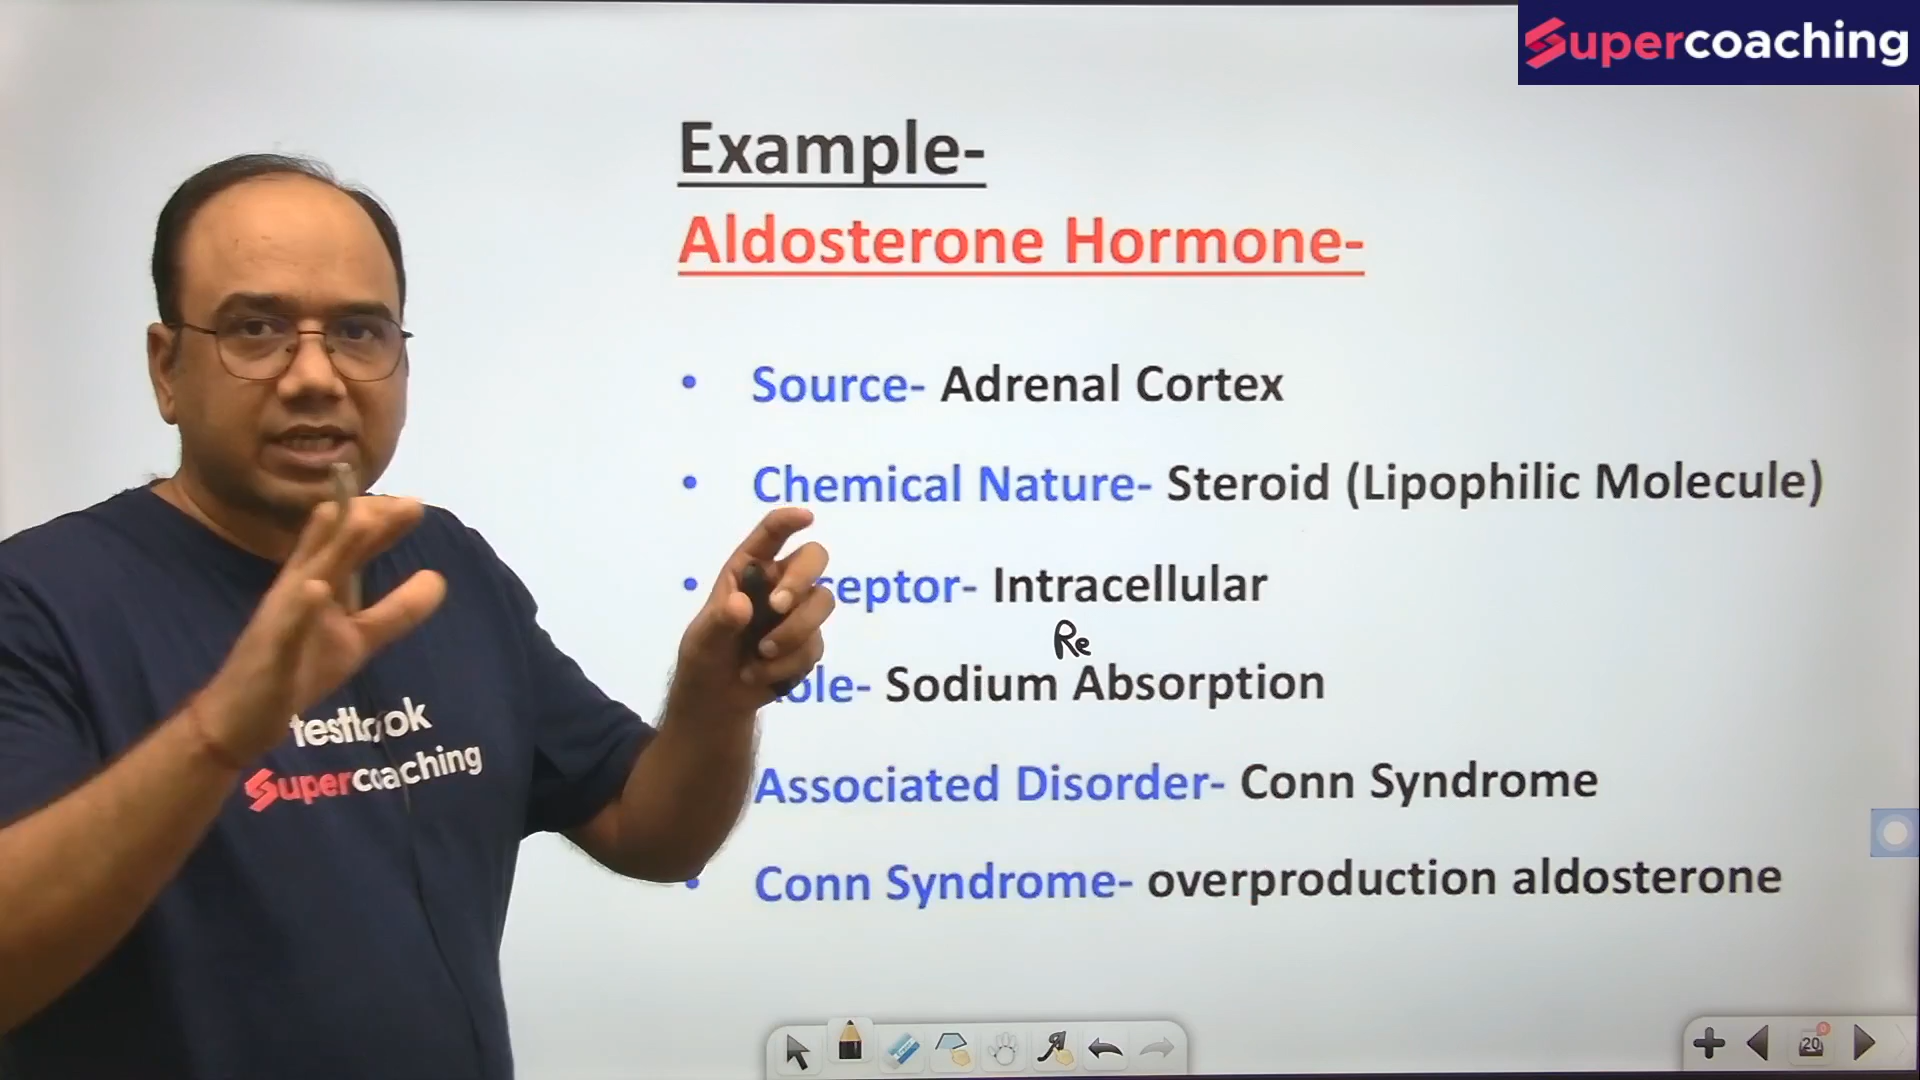 Supercoaching
Example-
Aldosterone Hormone-
• Source- Adrenal Cortex
• Chemical Nature- Steroid (Lipophilic Molecule)
• Intracellular
Re
Sodium Absorption
Associated Disorder- Conn Syndrome
• Conn Syndrome- overproduction aldosterone
testbook
Supercoaching
20